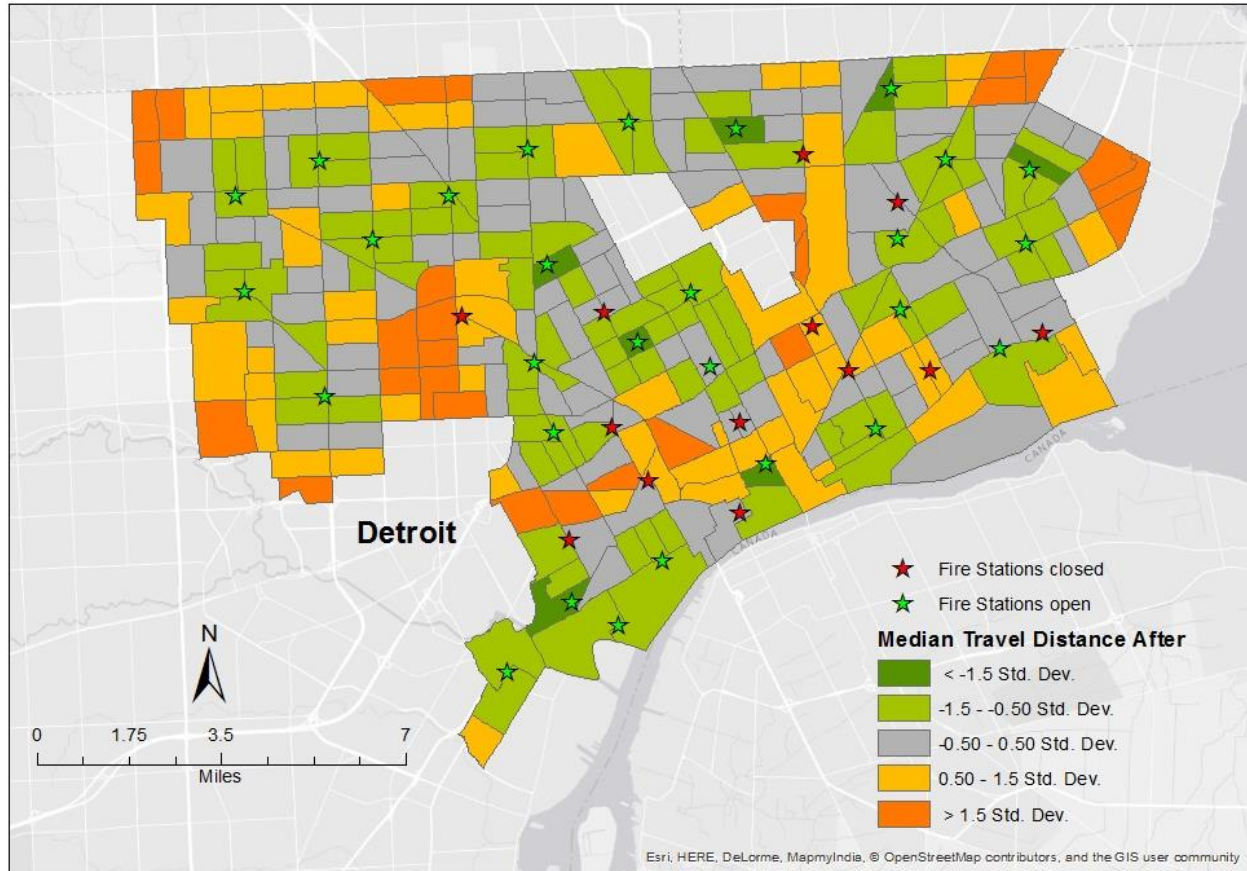 CANADA
Detroit
CANADA
Fire Stations closed
Fire Stations open
N
Median Travel Distance After
< -1.5 Std. Dev.
-1.5 - -0.50 Std. Dev.
-0.50 - 0.50 Std. Dev.
0.50 - 1.5 Std. Dev.
> 1.5 Std. Dev.
0 1.75 3.5 7
Miles
Esri, HERE, DeLorme, MapmyIndia, © OpenStreetMap contributors, and the GIS user community